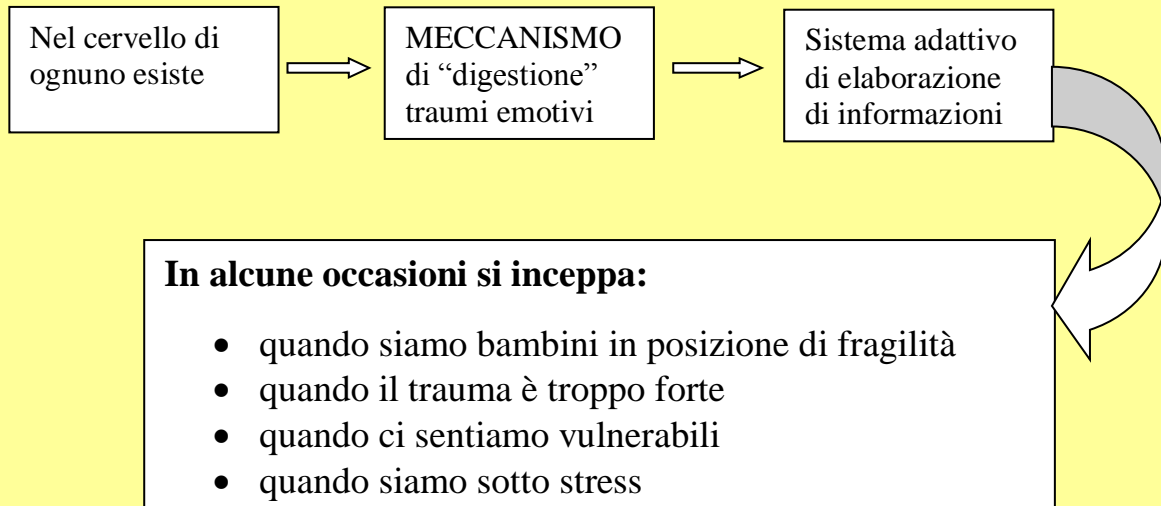 Nel cervello di
ognuno esiste
MECCANISMO
di “digestione”
traumi emotivi
Sistema adattivo
di elaborazione
di informazioni
In alcune occasioni si inceppa:
• quando siamo bambini in posizione di fragilità
• quando il trauma è troppo forte
• quando ci sentiamo vulnerabili
• quando siamo sotto stress